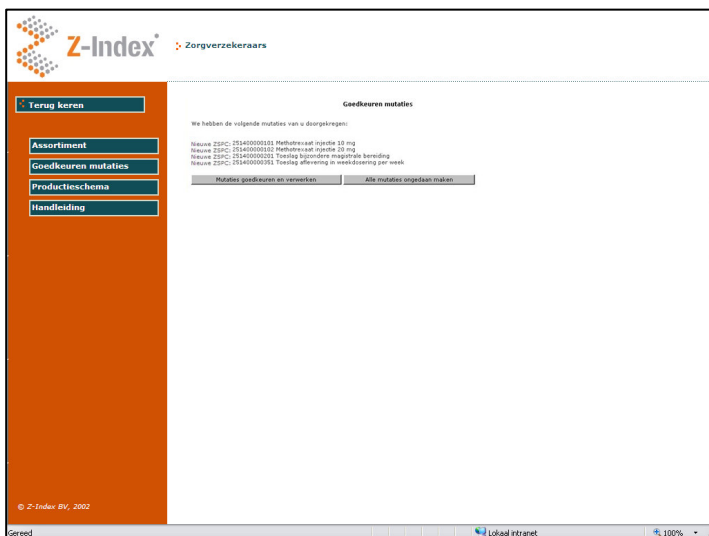 Z-Index®
Zorgverzekeraars
Terug keren
Goedkeuren mutaties
We hebben de volgende mutaties van u doorgekregen:
Assortiment
Nieuwe ZSPC: 251400000101 Methotrexaat injectie 10 mg
Nieuwe ZSPC: 251400000102 Methotrexaat injectie 20 mg
Nieuwe ZSPC: 251400000201 Toeslag bijzondere magistrale bereiding
Nieuwe ZSPC: 251400000351 Toeslag aflevering in weekdosering per week
Goedkeuren mutaties
Mutaties goedkeuren en verwerken
Alle mutaties ongedaan maken
Productieschema
Handleiding
© Z-Index BV, 2002
Gereed
Lokaal intranet
100%